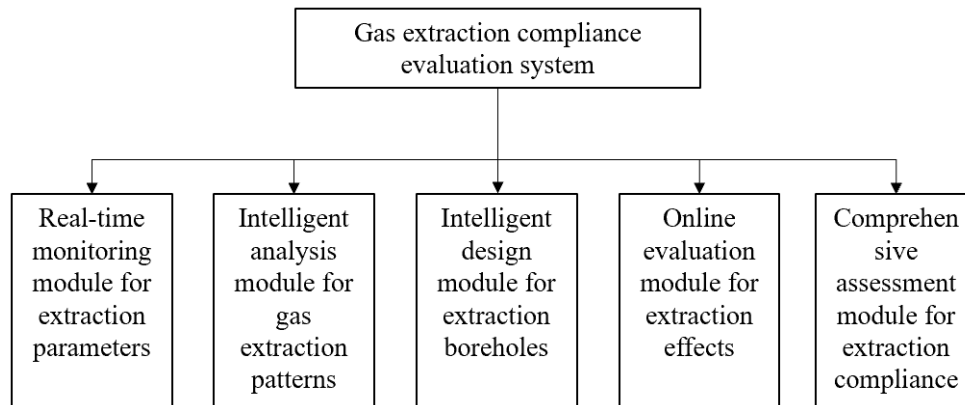 Gas extraction compliance
evaluation system
Real-time
monitoring
module for
extraction
parameters
Intelligent
analysis
module for
gas
extraction
patterns
Intelligent
design
module for
extraction
boreholes
Online
evaluation
module for
extraction
effects
Comprehen
sive
assessment
module for
extraction
compliance